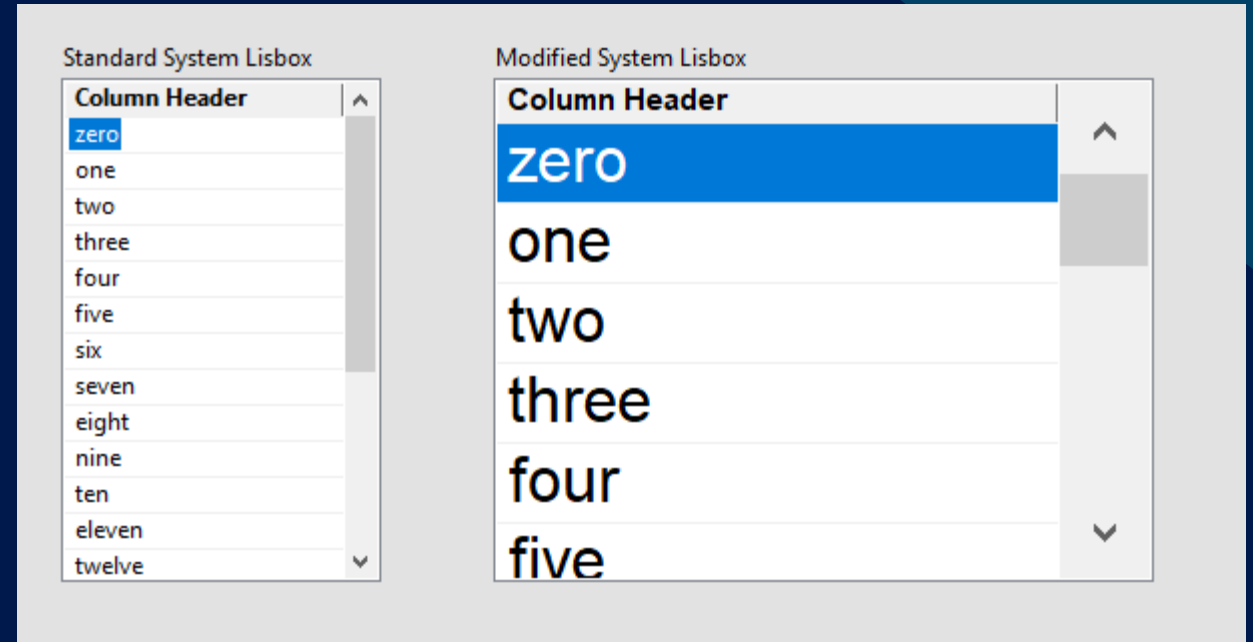 Standard System Lisbox
Column Header
zero
one
two
three
four
five
six
seven
eight
nine
ten
eleven
twelve
Modified System Lisbox
Column Header
zero
one
two
three
four
five